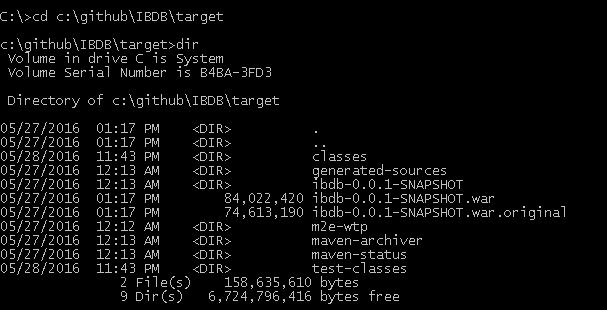 C:\>cd c:\github\IBDB\target

c:\github\IBDB\target>dir
 Volume in drive C is System
 Volume Serial Number is B4BA-3FD3

 Directory of c:\github\IBDB\target

05/27/2016  01:17 PM    <DIR>          .
05/27/2016  01:17 PM    <DIR>          ..
05/28/2016  11:43 PM    <DIR>          classes
05/27/2016  12:13 AM    <DIR>          generated-sources
05/27/2016  12:13 AM    <DIR>          ibdb-0.0.1-SNAPSHOT
05/27/2016  01:17 PM        84,022,420 ibdb-0.0.1-SNAPSHOT.war
05/27/2016  01:17 PM        74,613,190 ibdb-0.0.1-SNAPSHOT.war.original
05/27/2016  12:12 AM    <DIR>          m2e-wtp
05/27/2016  12:13 AM    <DIR>          maven-archiver
05/27/2016  12:13 AM    <DIR>          maven-status
05/28/2016  11:43 PM    <DIR>          test-classes
               2 File(s)    158,635,610 bytes
               9 Dir(s)   6,724,796,416 bytes free